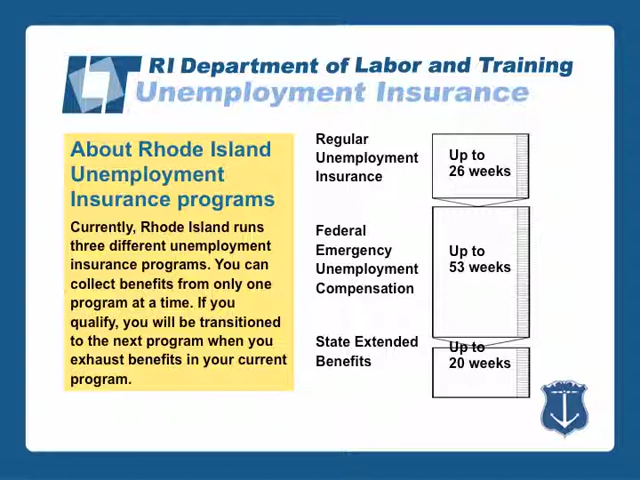 RI Department of Labor and Training
Unemployment Insurance
About Rhode Island
Unemployment
Insurance programs
Currently, Rhode Island runs
three different unemployment
insurance programs. You can
collect benefits from only one
program at a time. If you
qualify, you will be transitioned
to the next program when you
exhaust benefits in your current
program.
Regular
Unemployment
Insurance
Up to
26 weeks
Federal
Emergency
Unemployment
Compensation
Up to
53 weeks
State Extended
Benefits
Up to
20 weeks